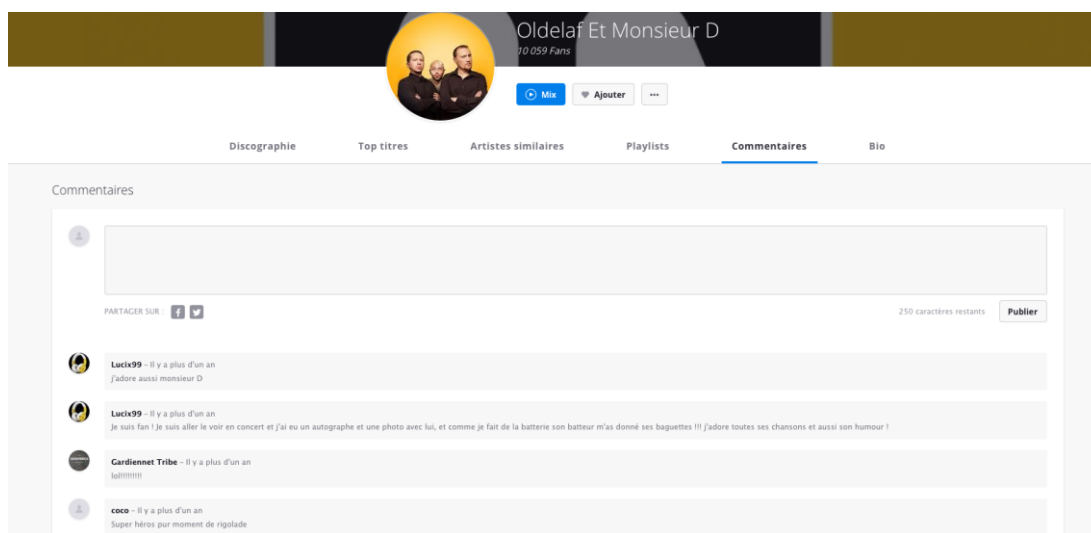 Oldelaf Et Monsieur D
10 059 Fans
Mix
Ajouter
Discographie
Top titres
Artistes similaires
Playlists
Commentaires
Bio
Commentaires
PARTAGER SUR :
250 caractères restants
Publier
Lucix99 – Il y a plus d'un an
j'adore aussi monsieur D
Lucix99 – Il y a plus d'un an
Je suis fan ! Je suis aller le voir en concert et j'ai eu un autographe et une photo avec lui, et comme je fait de la batterie son batteur m'as donné ses baguettes !!! j'adore toutes ses chansons et aussi son humour !
Gardiennet Tribe – Il y a plus d'un an
lol!!!!!!!!!
coco – Il y a plus d'un an
Super héros pur moment de rigolade